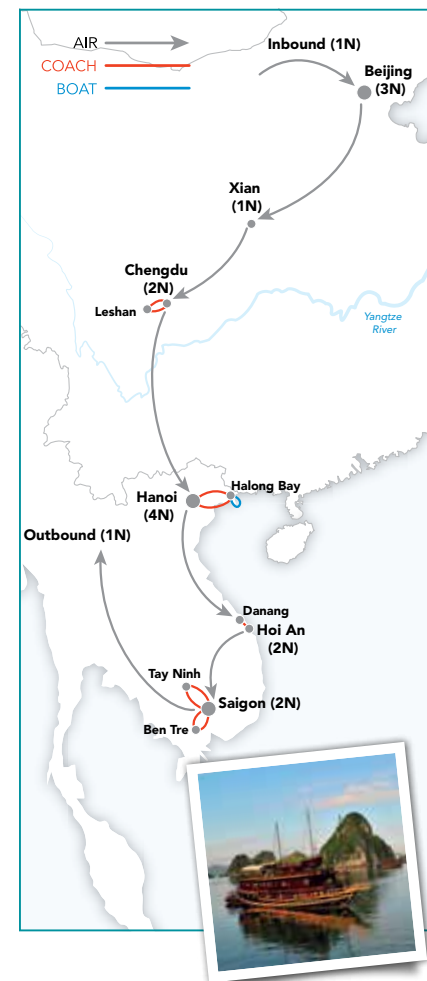 AIR
COACH
BOAT
Inbound (1N)
Beijing
(3N)
Xian
(1N)
Chengdu
(2N)
Leshan
Yangtze
River
Halong Bay
Hanoi
(4N)
Outbound (1N)
Danang
Hoi An
(2N)
Tay Ninh
Saigon (2N)
Ben Tre